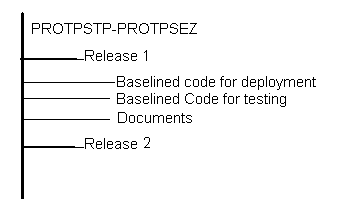 PROTPSTP-PROTPSEZ
Release 1
Baselined code for deployment
Baselined Code for testing
Documents
Release 2